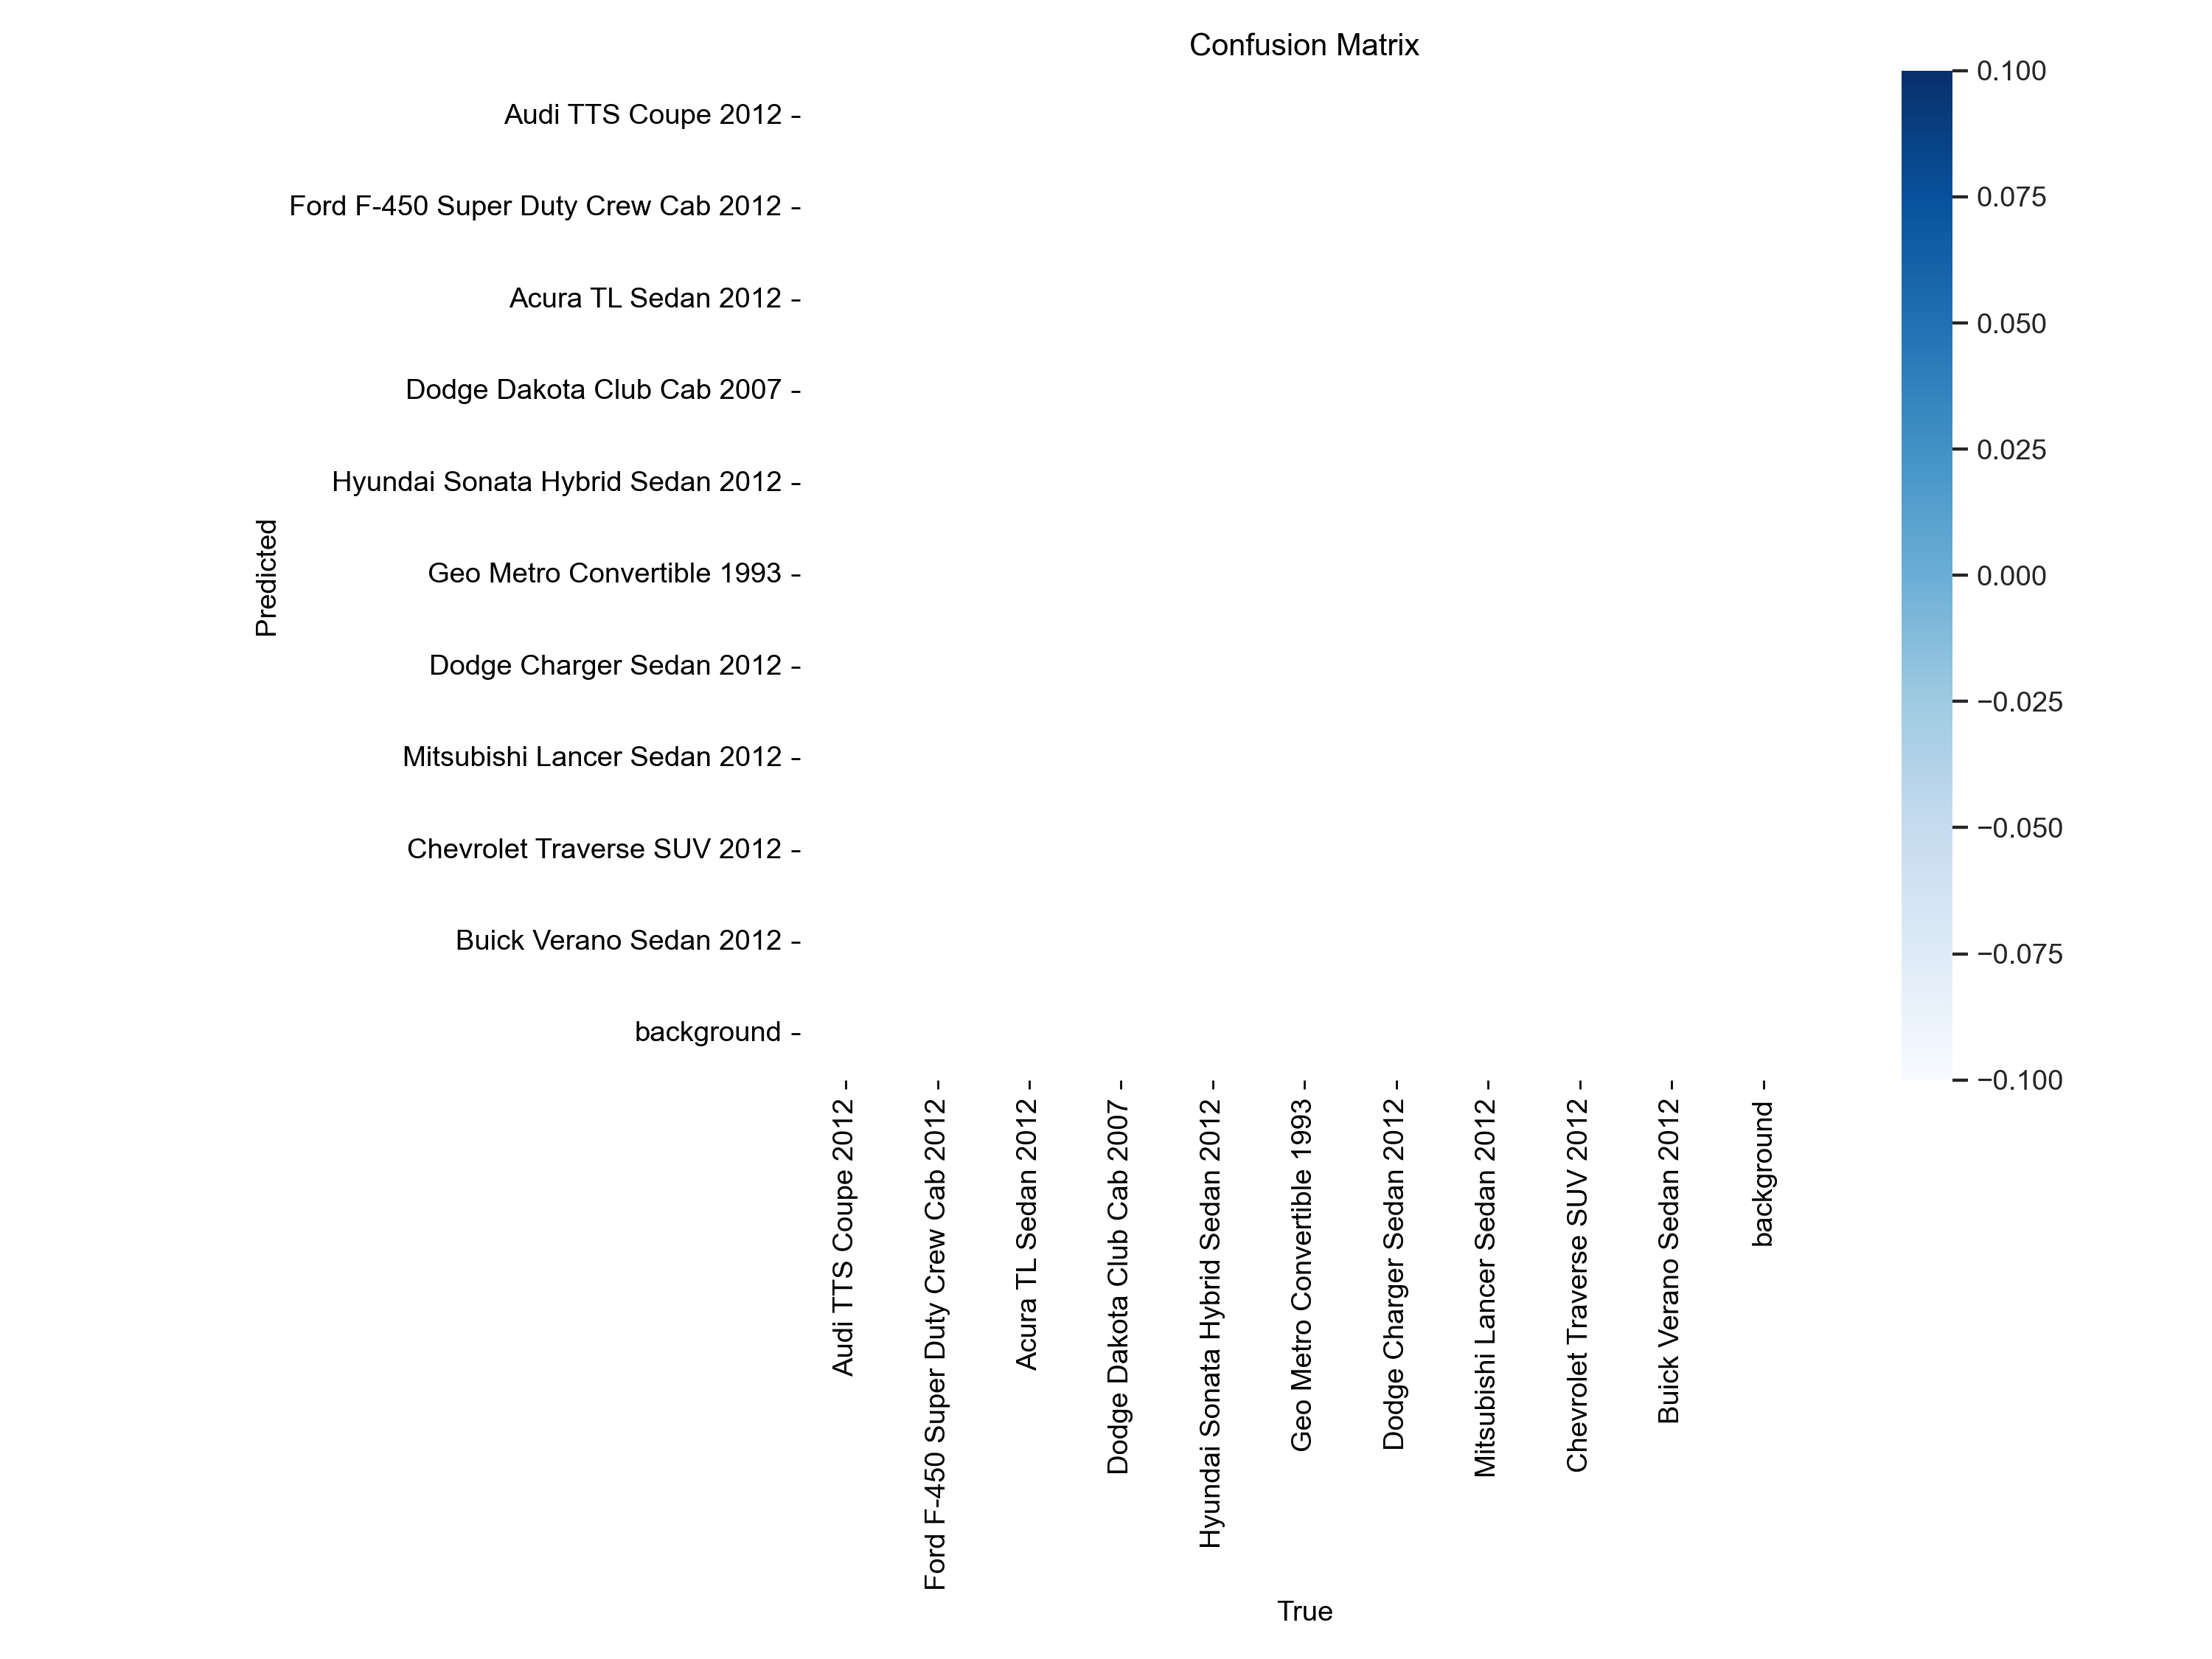 Confusion Matrix
Audi TTS Coupe 2012
Ford F-450 Super Duty Crew Cab 2012
Acura TL Sedan 2012
Dodge Dakota Club Cab 2007
Hyundai Sonata Hybrid Sedan 2012
Geo Metro Convertible 1993
Dodge Charger Sedan 2012
Mitsubishi Lancer Sedan 2012
Chevrolet Traverse SUV 2012
Buick Verano Sedan 2012
background
Predicted
Audi TTS Coupe 2012
Ford F-450 Super Duty Crew Cab 2012
Acura TL Sedan 2012
Dodge Dakota Club Cab 2007
Hyundai Sonata Hybrid Sedan 2012
Geo Metro Convertible 1993
Dodge Charger Sedan 2012
Mitsubishi Lancer Sedan 2012
Chevrolet Traverse SUV 2012
Buick Verano Sedan 2012
background
True
0.100
0.075
0.050
0.025
0.000
−0.025
−0.050
−0.075
−0.100